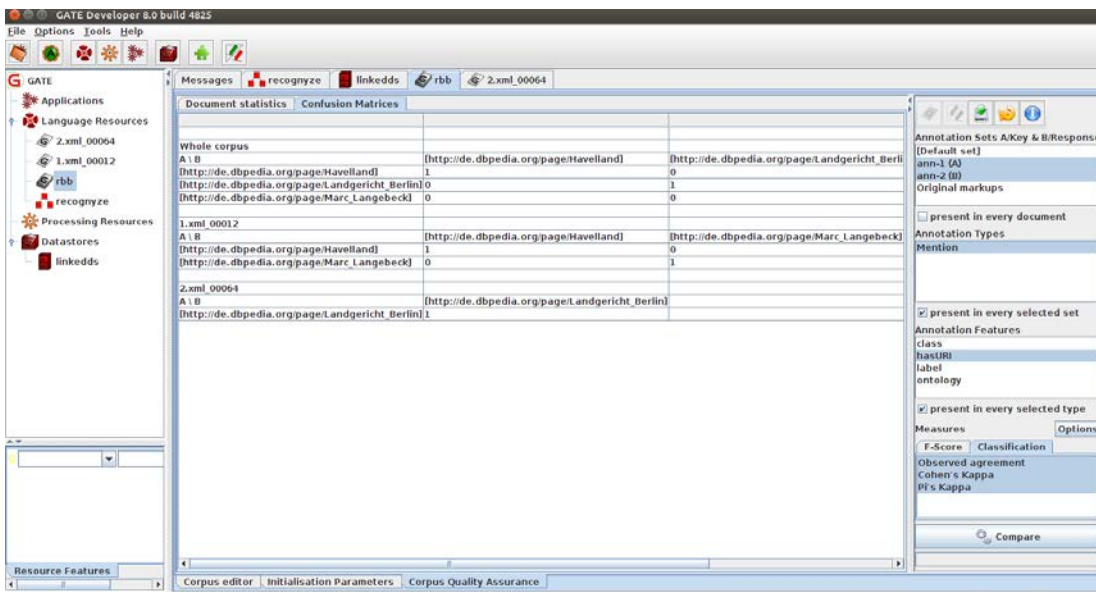 GATE Developer 8.0 build 4825
File Options Tools Help
GATE
Applications
Language Resources
2.xml_00064
1.xml_00012
rbb
recognyze
Processing Resources
Datastores
linkedds
Resource Features
Messages recognyze linkedds rbb 2.xml_00064
Document statistics Confusion Matrices
Whole corpus
A \ B [http://de.dbpedia.org/page/Havelland] [http://de.dbpedia.org/page/Landgericht_Berli
[http://de.dbpedia.org/page/Havelland] 1 0
[http://de.dbpedia.org/page/Landgericht_Berlin] 0 1
[http://de.dbpedia.org/page/Marc_Langebeck] 0 0
1.xml_00012
A \ B [http://de.dbpedia.org/page/Havelland] [http://de.dbpedia.org/page/Marc_Langebeck]
[http://de.dbpedia.org/page/Havelland] 1 0
[http://de.dbpedia.org/page/Marc_Langebeck] 0 1
2.xml_00064
A \ B [http://de.dbpedia.org/page/Landgericht_Berlin]
[http://de.dbpedia.org/page/Landgericht_Berlin] 1
Corpus editor Initialisation Parameters Corpus Quality Assurance
Annotation Sets A/Key & B/Response
[Default set]
ann-1 (A)
ann-2 (B)
Original markups
present in every document
Annotation Types
Mention
present in every selected set
Annotation Features
class
hasURI
label
ontology
present in every selected type
Measures Options
F-Score Classification
Observed agreement
Cohen's Kappa
Pi's Kappa
Compare